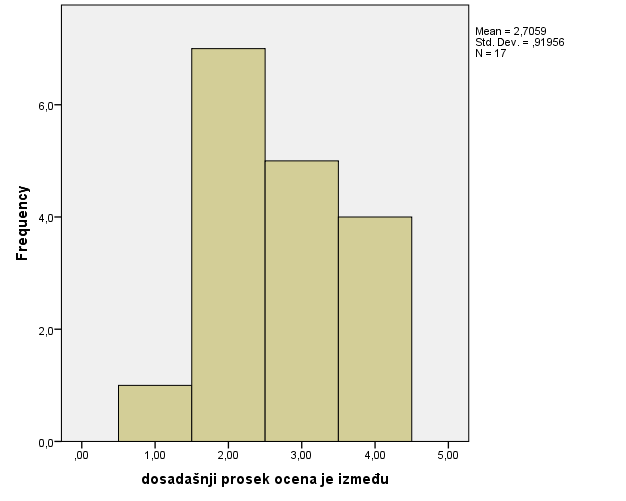 Mean = 2,7059
Std. Dev. = ,91956
N = 17
Frequency
6,0
4,0
2,0
0,0
,00 1,00 2,00 3,00 4,00 5,00
dosadašnji prosek ocena je između